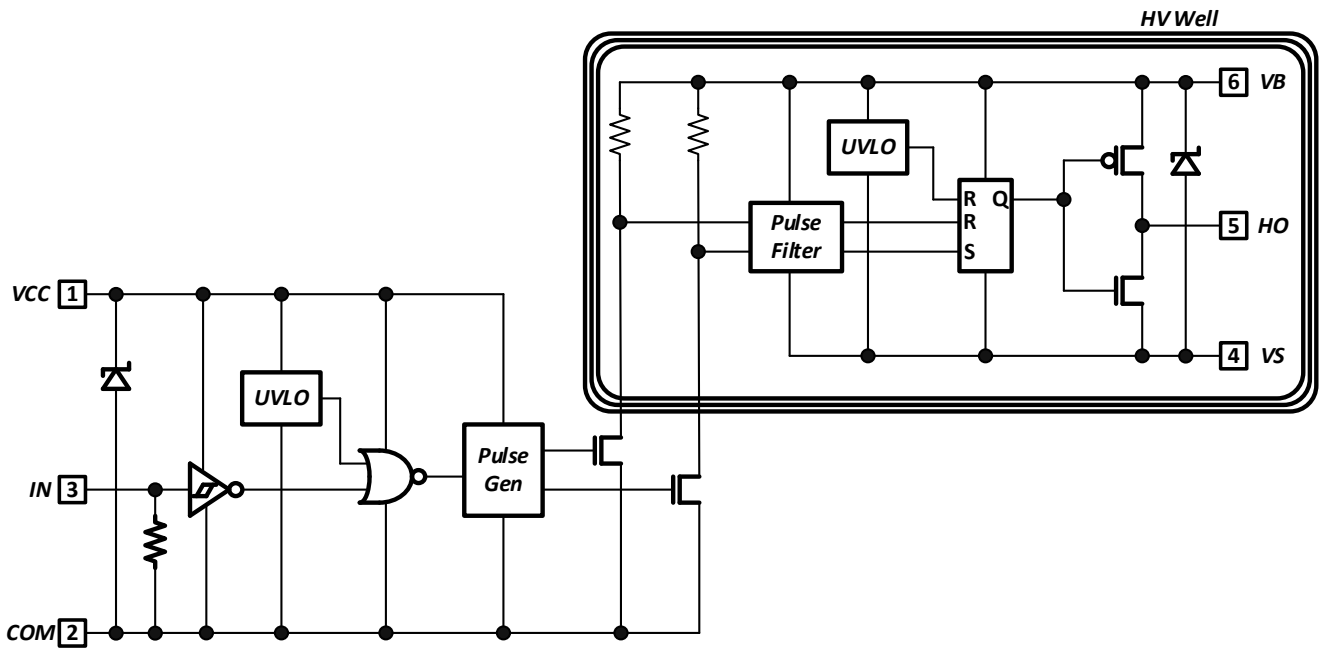 HV Well
6 VB
UVLO
R Q
R
S
Pulse
Filter
5 HO
VCC 1
4 VS
UVLO
Pulse
Gen
IN 3
COM 2